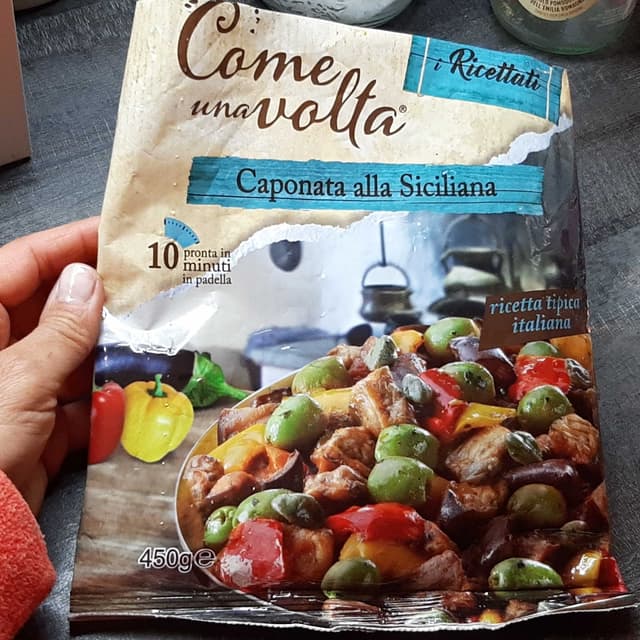 Come
una volta®
i Ricettati
Caponata alla Siciliana
10 pronta in
minuti
in padella
ricetta tipica
italiana
450g e